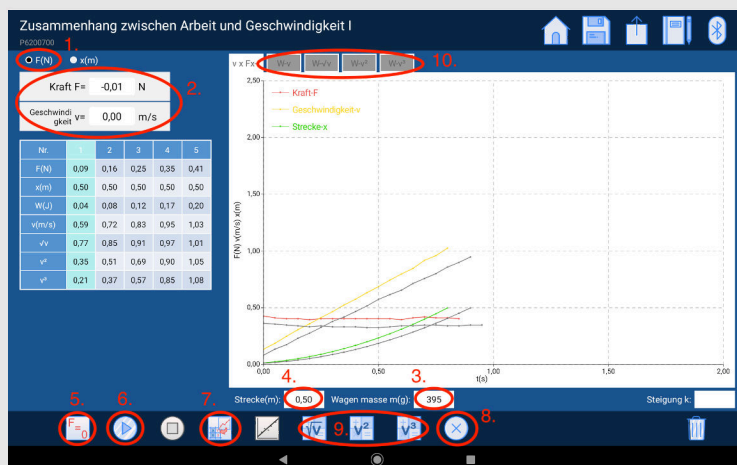 Zusammenhang zwischen Arbeit und Geschwindigkeit I
P6200700
1.
F(N) x(m)
Kraft F= -0,01 N
2.
Geschwindi
gkeit v= 0,00 m/s
Nr. 1 2 3 4 5
F(N) 0,09 0,16 0,25 0,35 0,41
x(m) 0,50 0,50 0,50 0,50 0,50
W(J) 0,04 0,08 0,12 0,17 0,20
v(m/s) 0,59 0,72 0,83 0,95 1,03
√v 0,77 0,85 0,91 0,97 1,01
v² 0,35 0,51 0,69 0,90 1,05
v³ 0,21 0,37 0,57 0,85 1,08
v x Fx- W-v W-√v W-v² W-v³ 10.
2,50
2,00
1,50
1,00
0,50
0,00
F(N) v(m/s) x(m)
Kraft-F
Geschwindigkeit-v
Strecke-x
0,00 0,50 1,00 1,50 2,00
t(s)
4. 3.
Strecke(m): 0,50 Wagen masse m(g): 395 Steigung k:
5. 6. 7. 8.
F=0 √V 9. V² V³